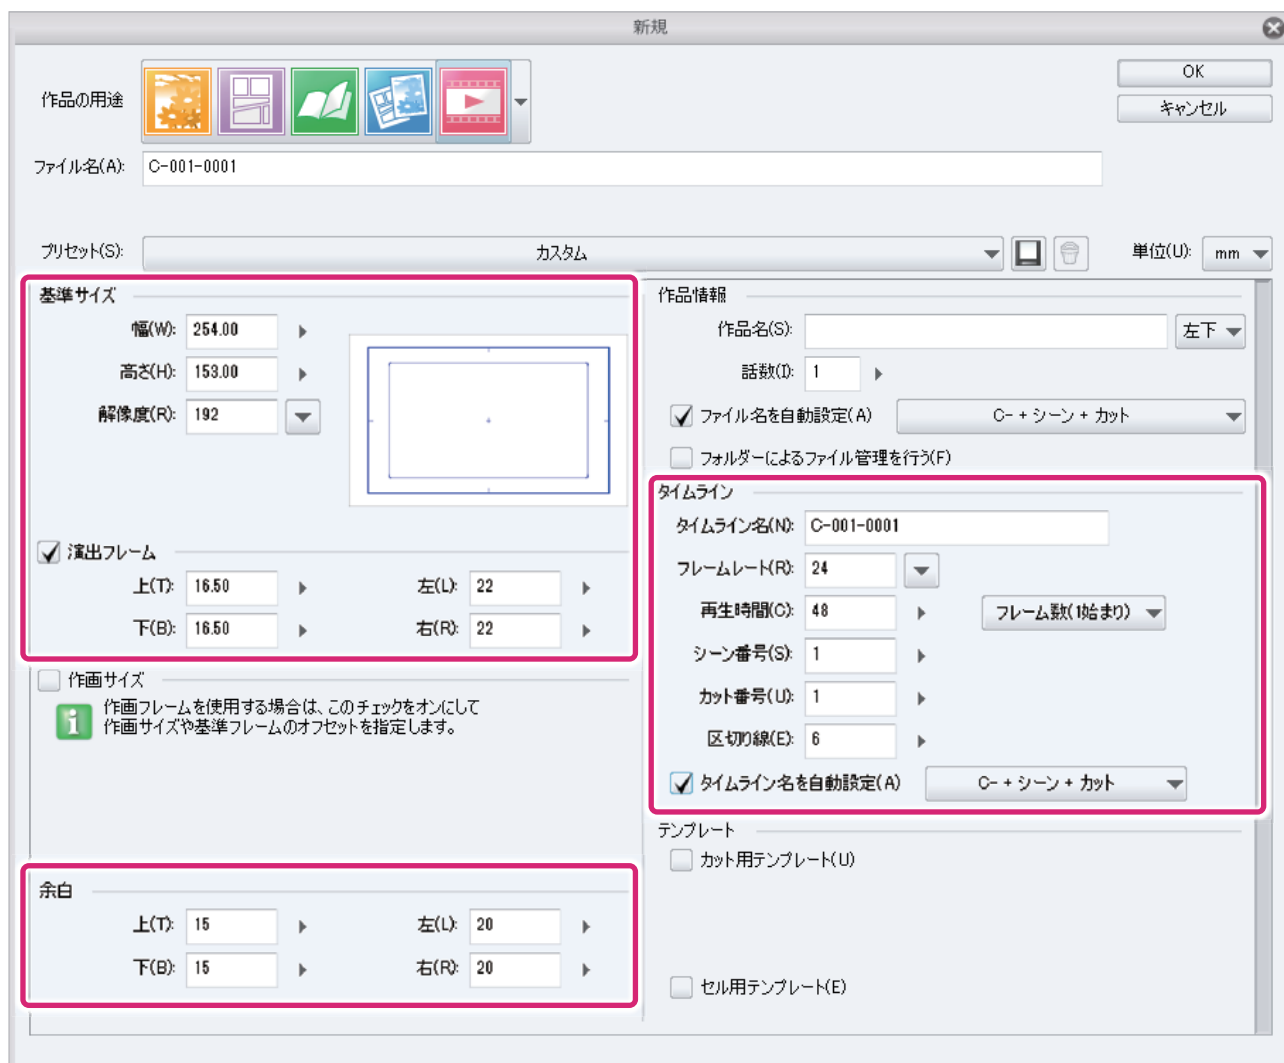 新規
作品の用途
OK
キャンセル
ファイル名(A): C-001-0001
プリセット(S): カスタム 単位(U): mm
基準サイズ
幅(W): 254.00
高さ(H): 153.00
解像度(R): 192
演出フレーム
上(T): 16.50 左(L): 22
下(B): 16.50 右(R): 22
作画サイズ
作画フレームを使用する場合は、このチェックをオンにして
作画サイズや基準フレームのオフセットを指定します。
余白
上(T): 15 左(L): 20
下(B): 15 右(R): 20
作品情報
作品名(S): 左下
話数(I): 1
ファイル名を自動設定(A) C- + シーン + カット
フォルダーによるファイル管理を行う(F)
タイムライン
タイムライン名(N): C-001-0001
フレームレート(R): 24
再生時間(C): 48 フレーム数(1始まり)
シーン番号(S): 1
カット番号(U): 1
区切り線(E): 6
タイムライン名を自動設定(A) C- + シーン + カット
テンプレート
カット用テンプレート(U)
セル用テンプレート(E)